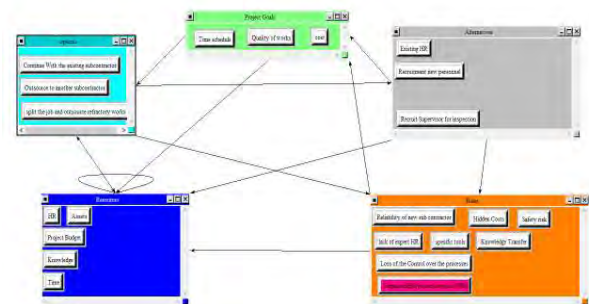 Project Goals
Time schedule
Quality of works
cost
options
Continue With the existing subcontractor
Outsource to another subcontractor
split the job and outsource refractory works
Alternatives
Existing HR
Recruitment new personnel
Recruit Supervisor for inspection
Resources
HR
Assets
Project Budget
Knowledge
Time
Risks
Reliability of new sub contractor
Hidden Costs
Safety risk
lack of expert HR
specific tools
Knowledge Transfer
Loss of the Control over the processes